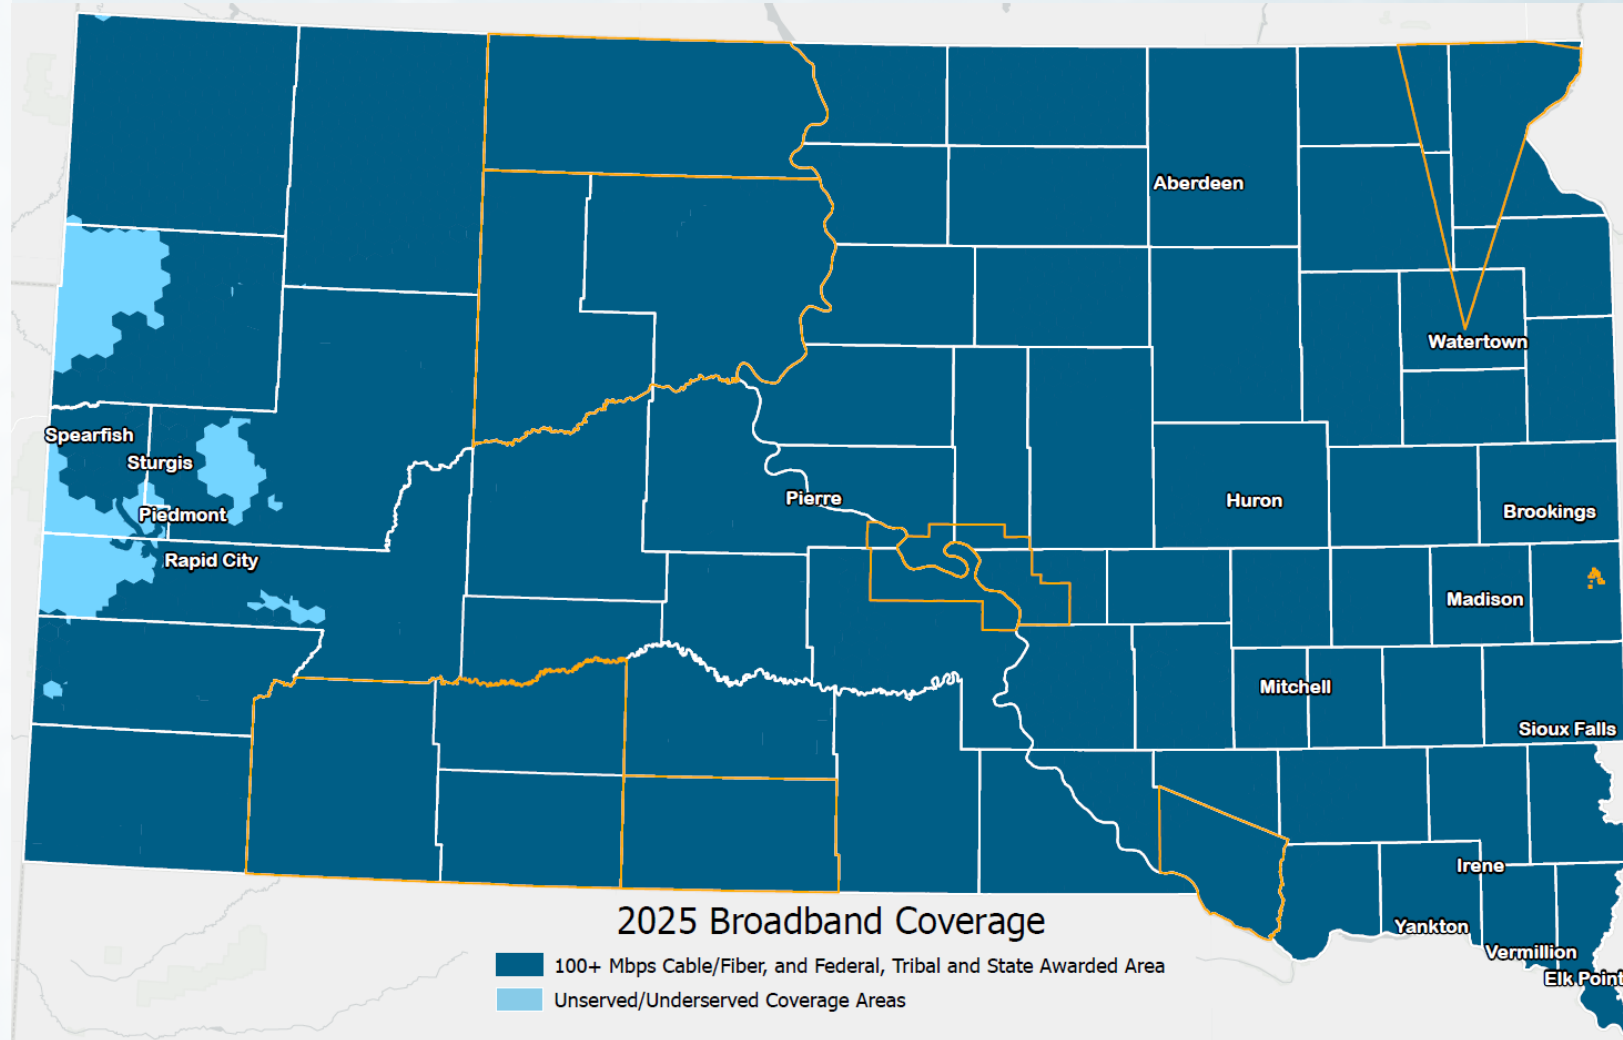 Aberdeen
Watertown
Spearfish
Sturgis
Pierre
Huron
Piedmont
Brookings
Rapid City
Madison
Mitchell
Sioux Falls
Irene
Yankton
Vermillion
Elk Point
2025 Broadband Coverage
100+ Mbps Cable/Fiber, and Federal, Tribal and State Awarded Area
Unserved/Underserved Coverage Areas